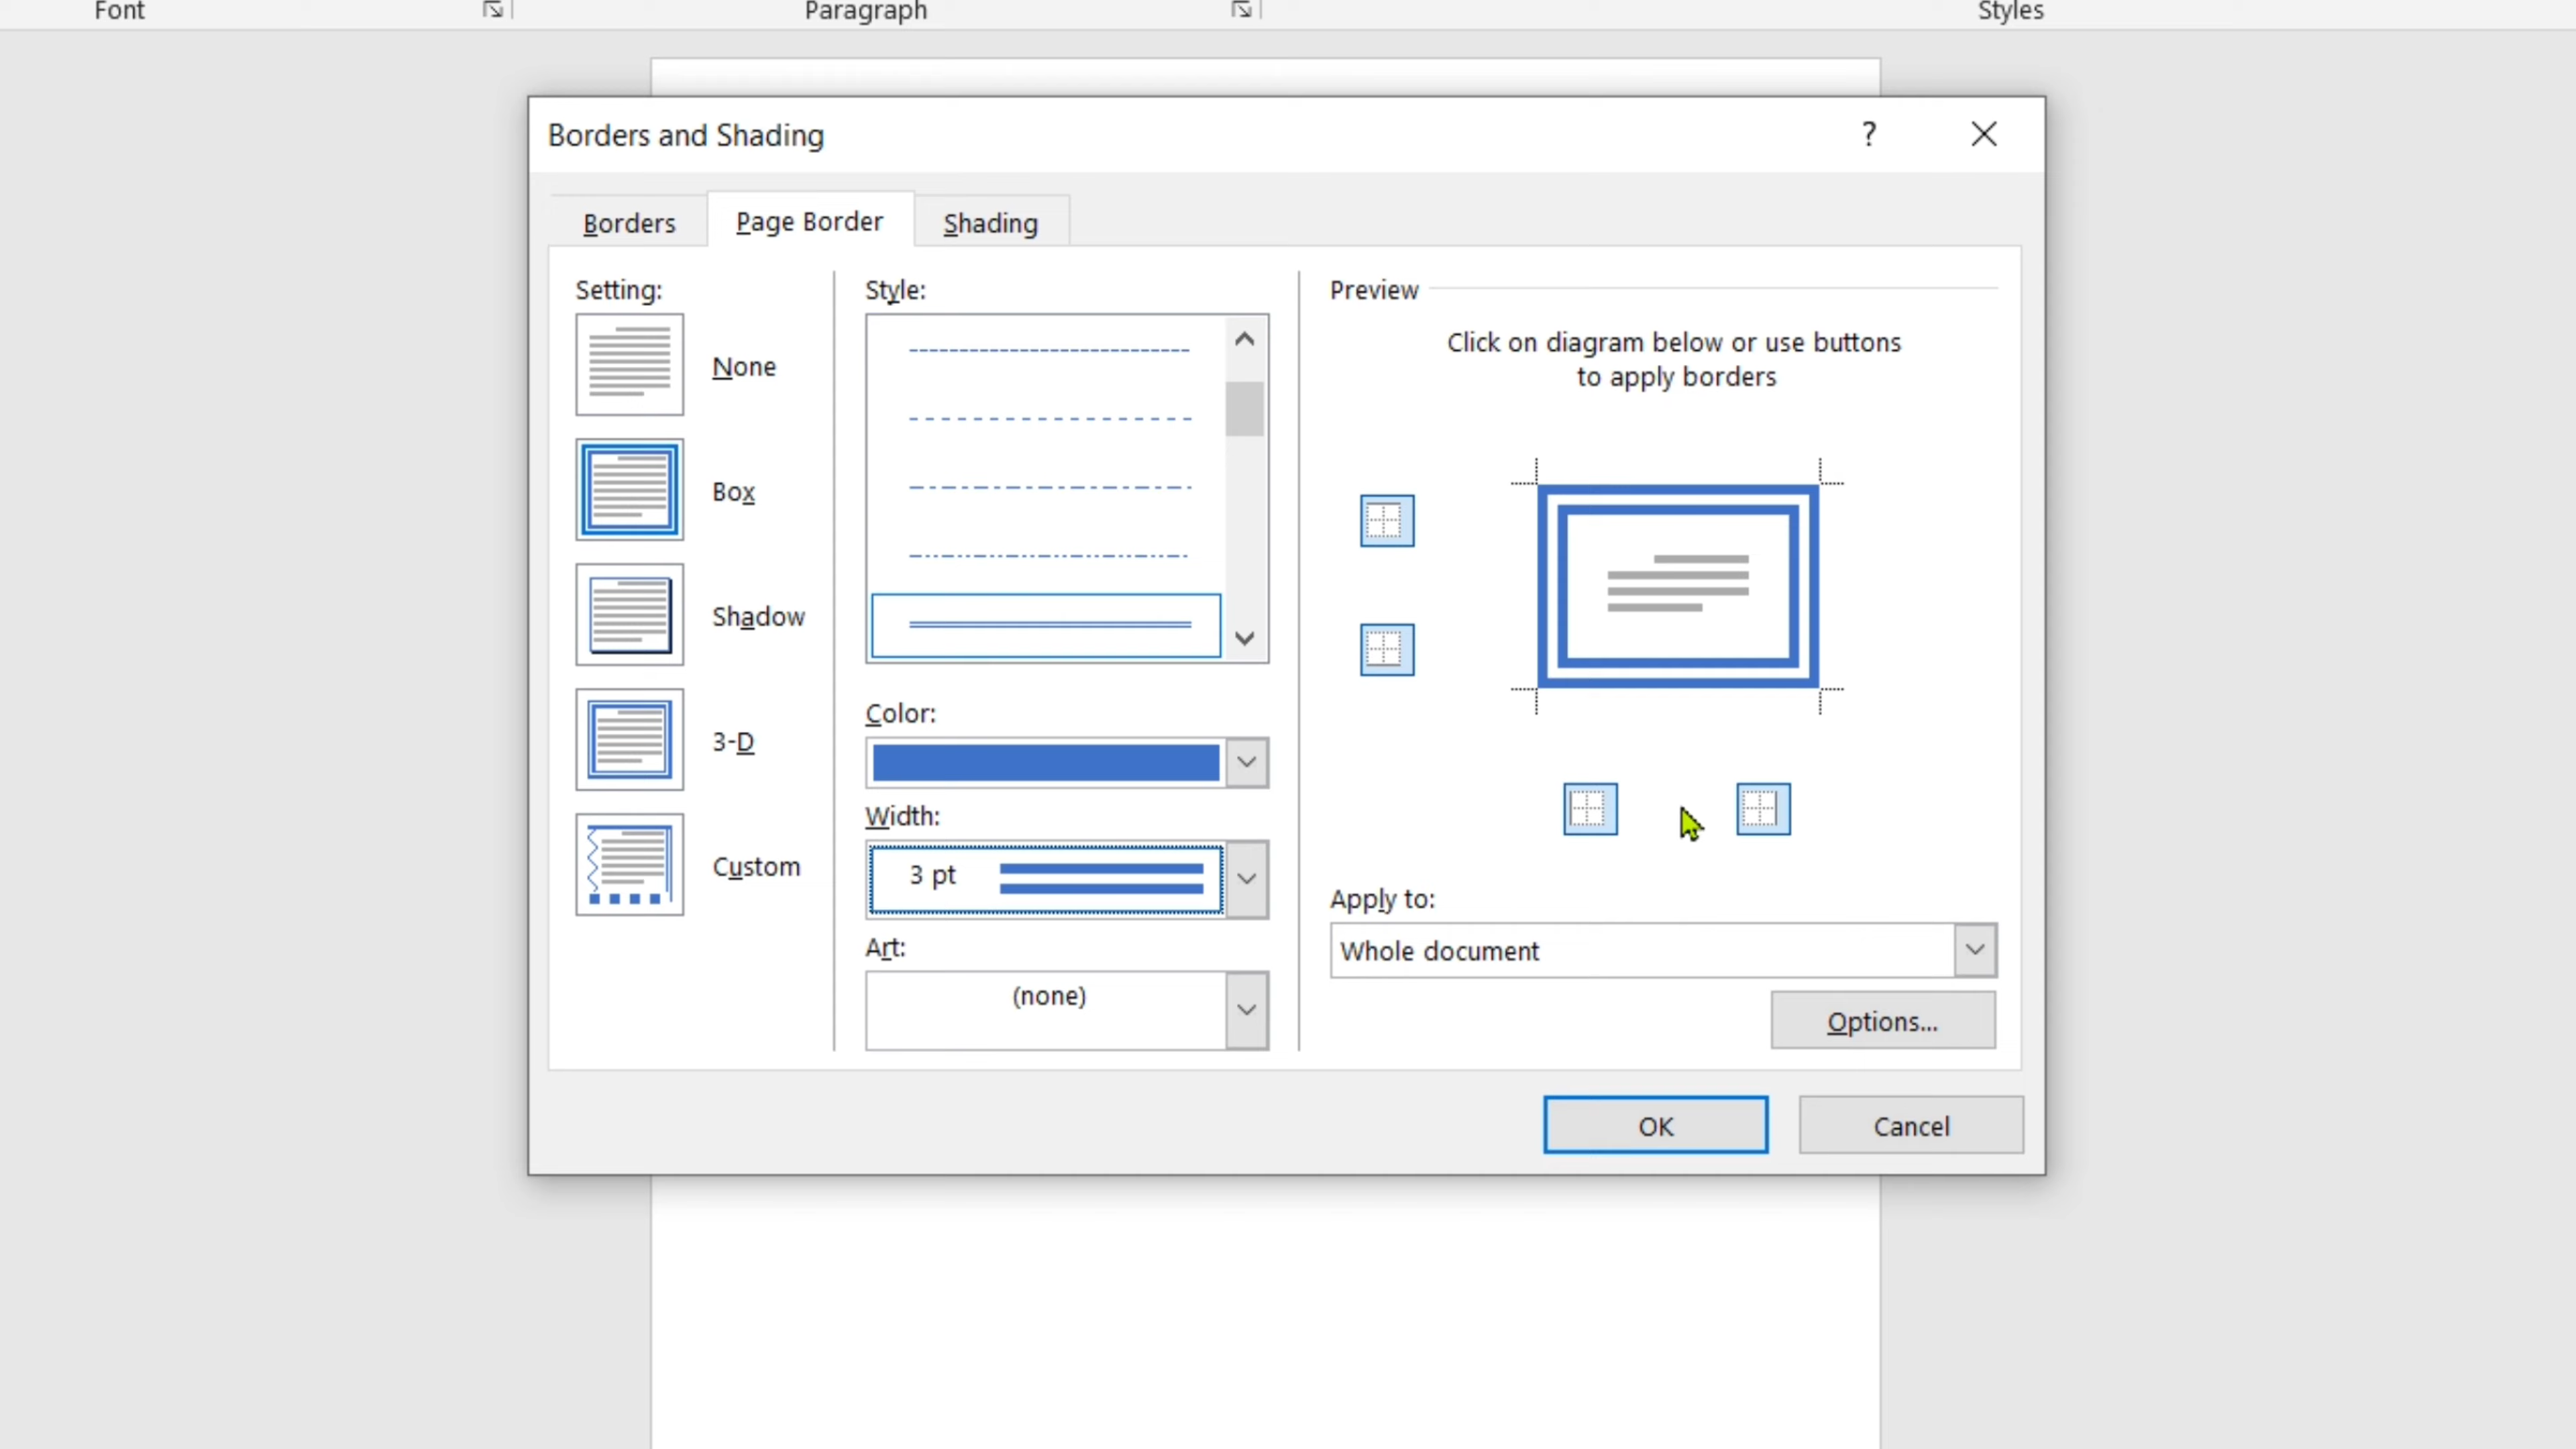 Font
Paragraph
Styles
Borders and Shading
?
Borders
Page Border
Shading
Setting:
None
Box
Shadow
3-D
Custom
Style:
Color:
Width:
3 pt
Art:
(none)
Preview
Click on diagram below or use buttons
to apply borders
Apply to:
Whole document
Options...
OK
Cancel